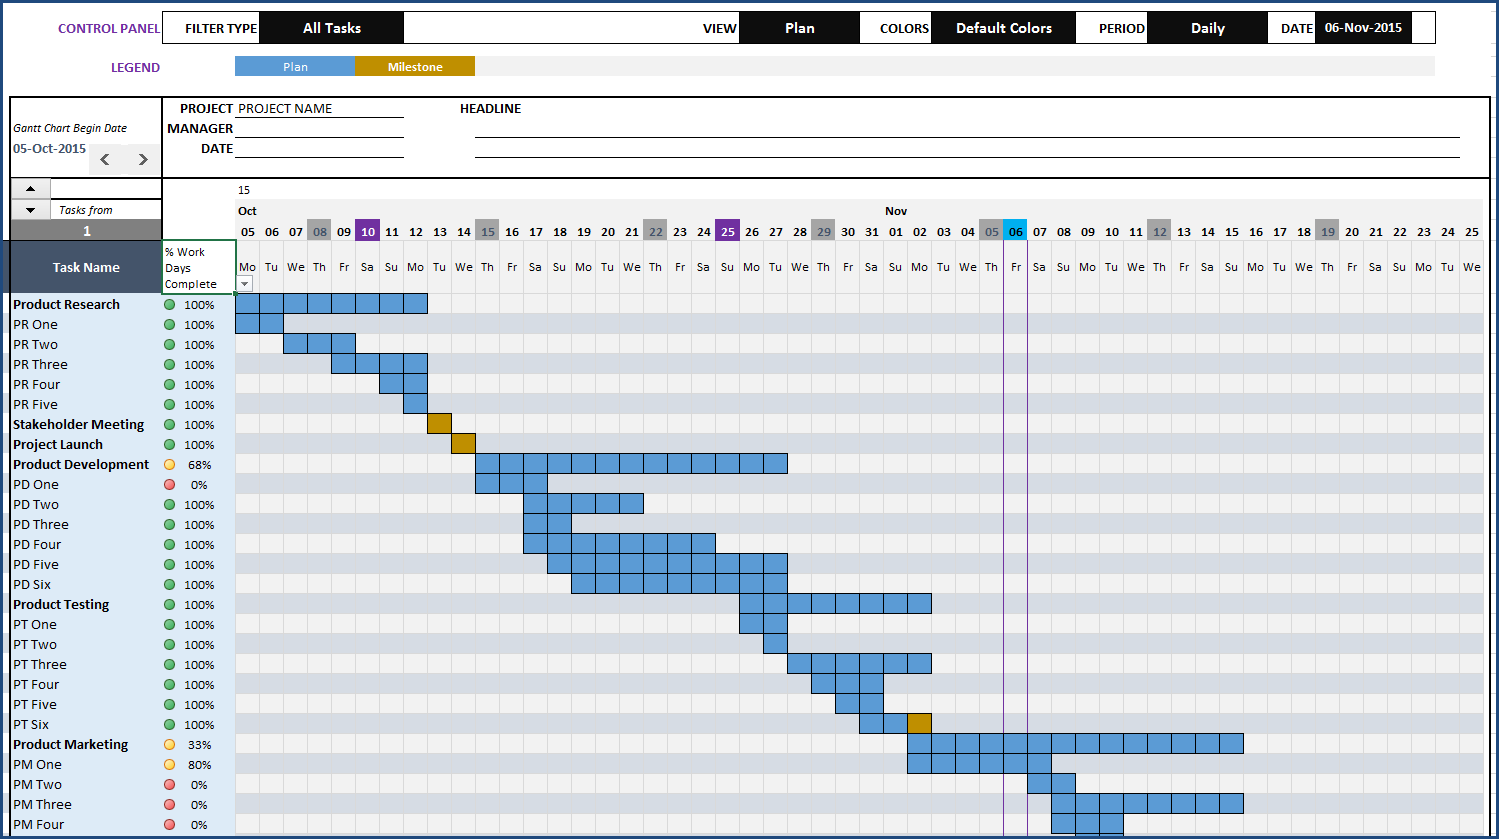 CONTROL PANEL FILTER TYPE All Tasks VIEW Plan COLORS Default Colors PERIOD Daily DATE 06-Nov-2015
LEGEND Plan Milestone
PROJECT PROJECT NAME HEADLINE
Gantt Chart Begin Date MANAGER
05-Oct-2015 < > DATE
15
Tasks from Oct Nov
1 05 06 07 08 09 10 11 12 13 14 15 16 17 18 19 20 21 22 23 24 25 26 27 28 29 30 31 01 02 03 04 05 06 07 08 09 10 11 12 13 14 15 16 17 18 19 20 21 22 23 24 25
% Work
Days
Complete
Task Name Mo Tu We Th Fr Sa Su Mo Tu We Th Fr Sa Su Mo Tu We Th Fr Sa Su Mo Tu We Th Fr Sa Su Mo Tu We Th Fr Sa Su Mo Tu We Th Fr Sa Su Mo Tu We Th Fr Sa Su Mo Tu We
Product Research 100%
PR One 100%
PR Two 100%
PR Three 100%
PR Four 100%
PR Five 100%
Stakeholder Meeting 100%
Project Launch 100%
Product Development 68%
PD One 0%
PD Two 100%
PD Three 100%
PD Four 100%
PD Five 100%
PD Six 100%
Product Testing 100%
PT One 100%
PT Two 100%
PT Three 100%
PT Four 100%
PT Five 100%
PT Six 100%
Product Marketing 33%
PM One 80%
PM Two 0%
PM Three 0%
PM Four 0%